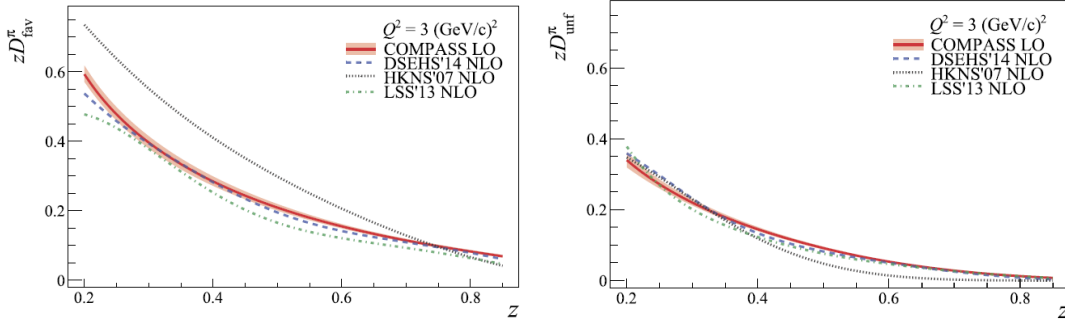 zD^π_fav
Q² = 3 (GeV/c)²
COMPASS LO
DSEHS'14 NLO
HKNS'07 NLO
LSS'13 NLO
0.6
0.4
0.2
0
0.2
0.4
0.6
0.8
z
zD^π_unf
Q² = 3 (GeV/c)²
COMPASS LO
DSEHS'14 NLO
HKNS'07 NLO
LSS'13 NLO
0.6
0.4
0.2
0
0.2
0.4
0.6
0.8
z